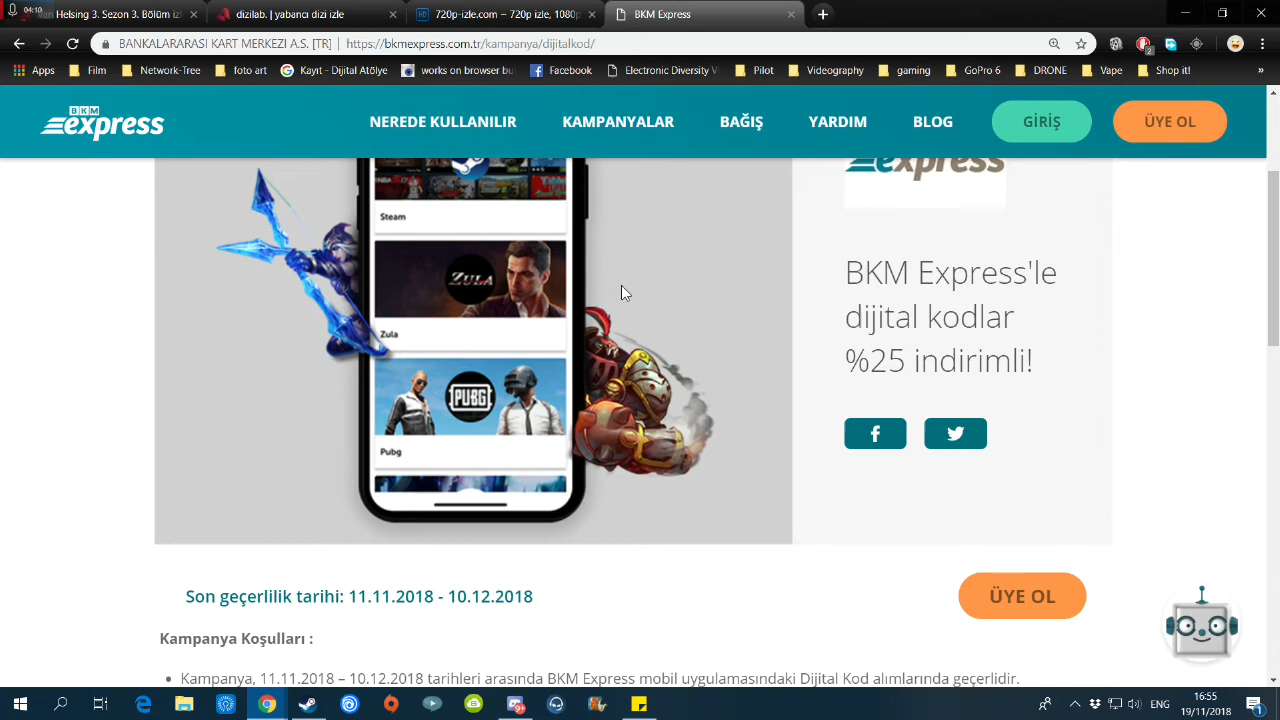 04:10
Van Helsing Season 3. Bölüm izl
dizilab. | yabancı dizi izle
720p-izle.com – 720p izle, 1080p
BKM Express
BANKALARARASI KART MERKEZI A.S. [TR] | https://bkmexpress.com.tr/kampanya/dijitalkod/
Apps Film Network-Tree foto art Kayıt - Dijital Atölye works on browser bu Facebook Electronic Diversity V Pilot Videography gaming GoPro 6 DRONE Vape Shop it! »
BKM express
NEREDE KULLANILIR KAMPANYALAR BAĞIŞ YARDIM BLOG GİRİŞ ÜYE OL
express
Steam
ZULA
Zula
PUBG
Pubg
BKM Express'le
dijital kodlar
%25 indirimli!
Son geçerlilik tarihi: 11.11.2018 - 10.12.2018
ÜYE OL
Kampanya Koşulları :
• Kampanya, 11.11.2018 – 10.12.2018 tarihleri arasında BKM Express mobil uygulamasındaki Dijital Kod alımlarında geçerlidir.
ENG
16:55
19/11/2018